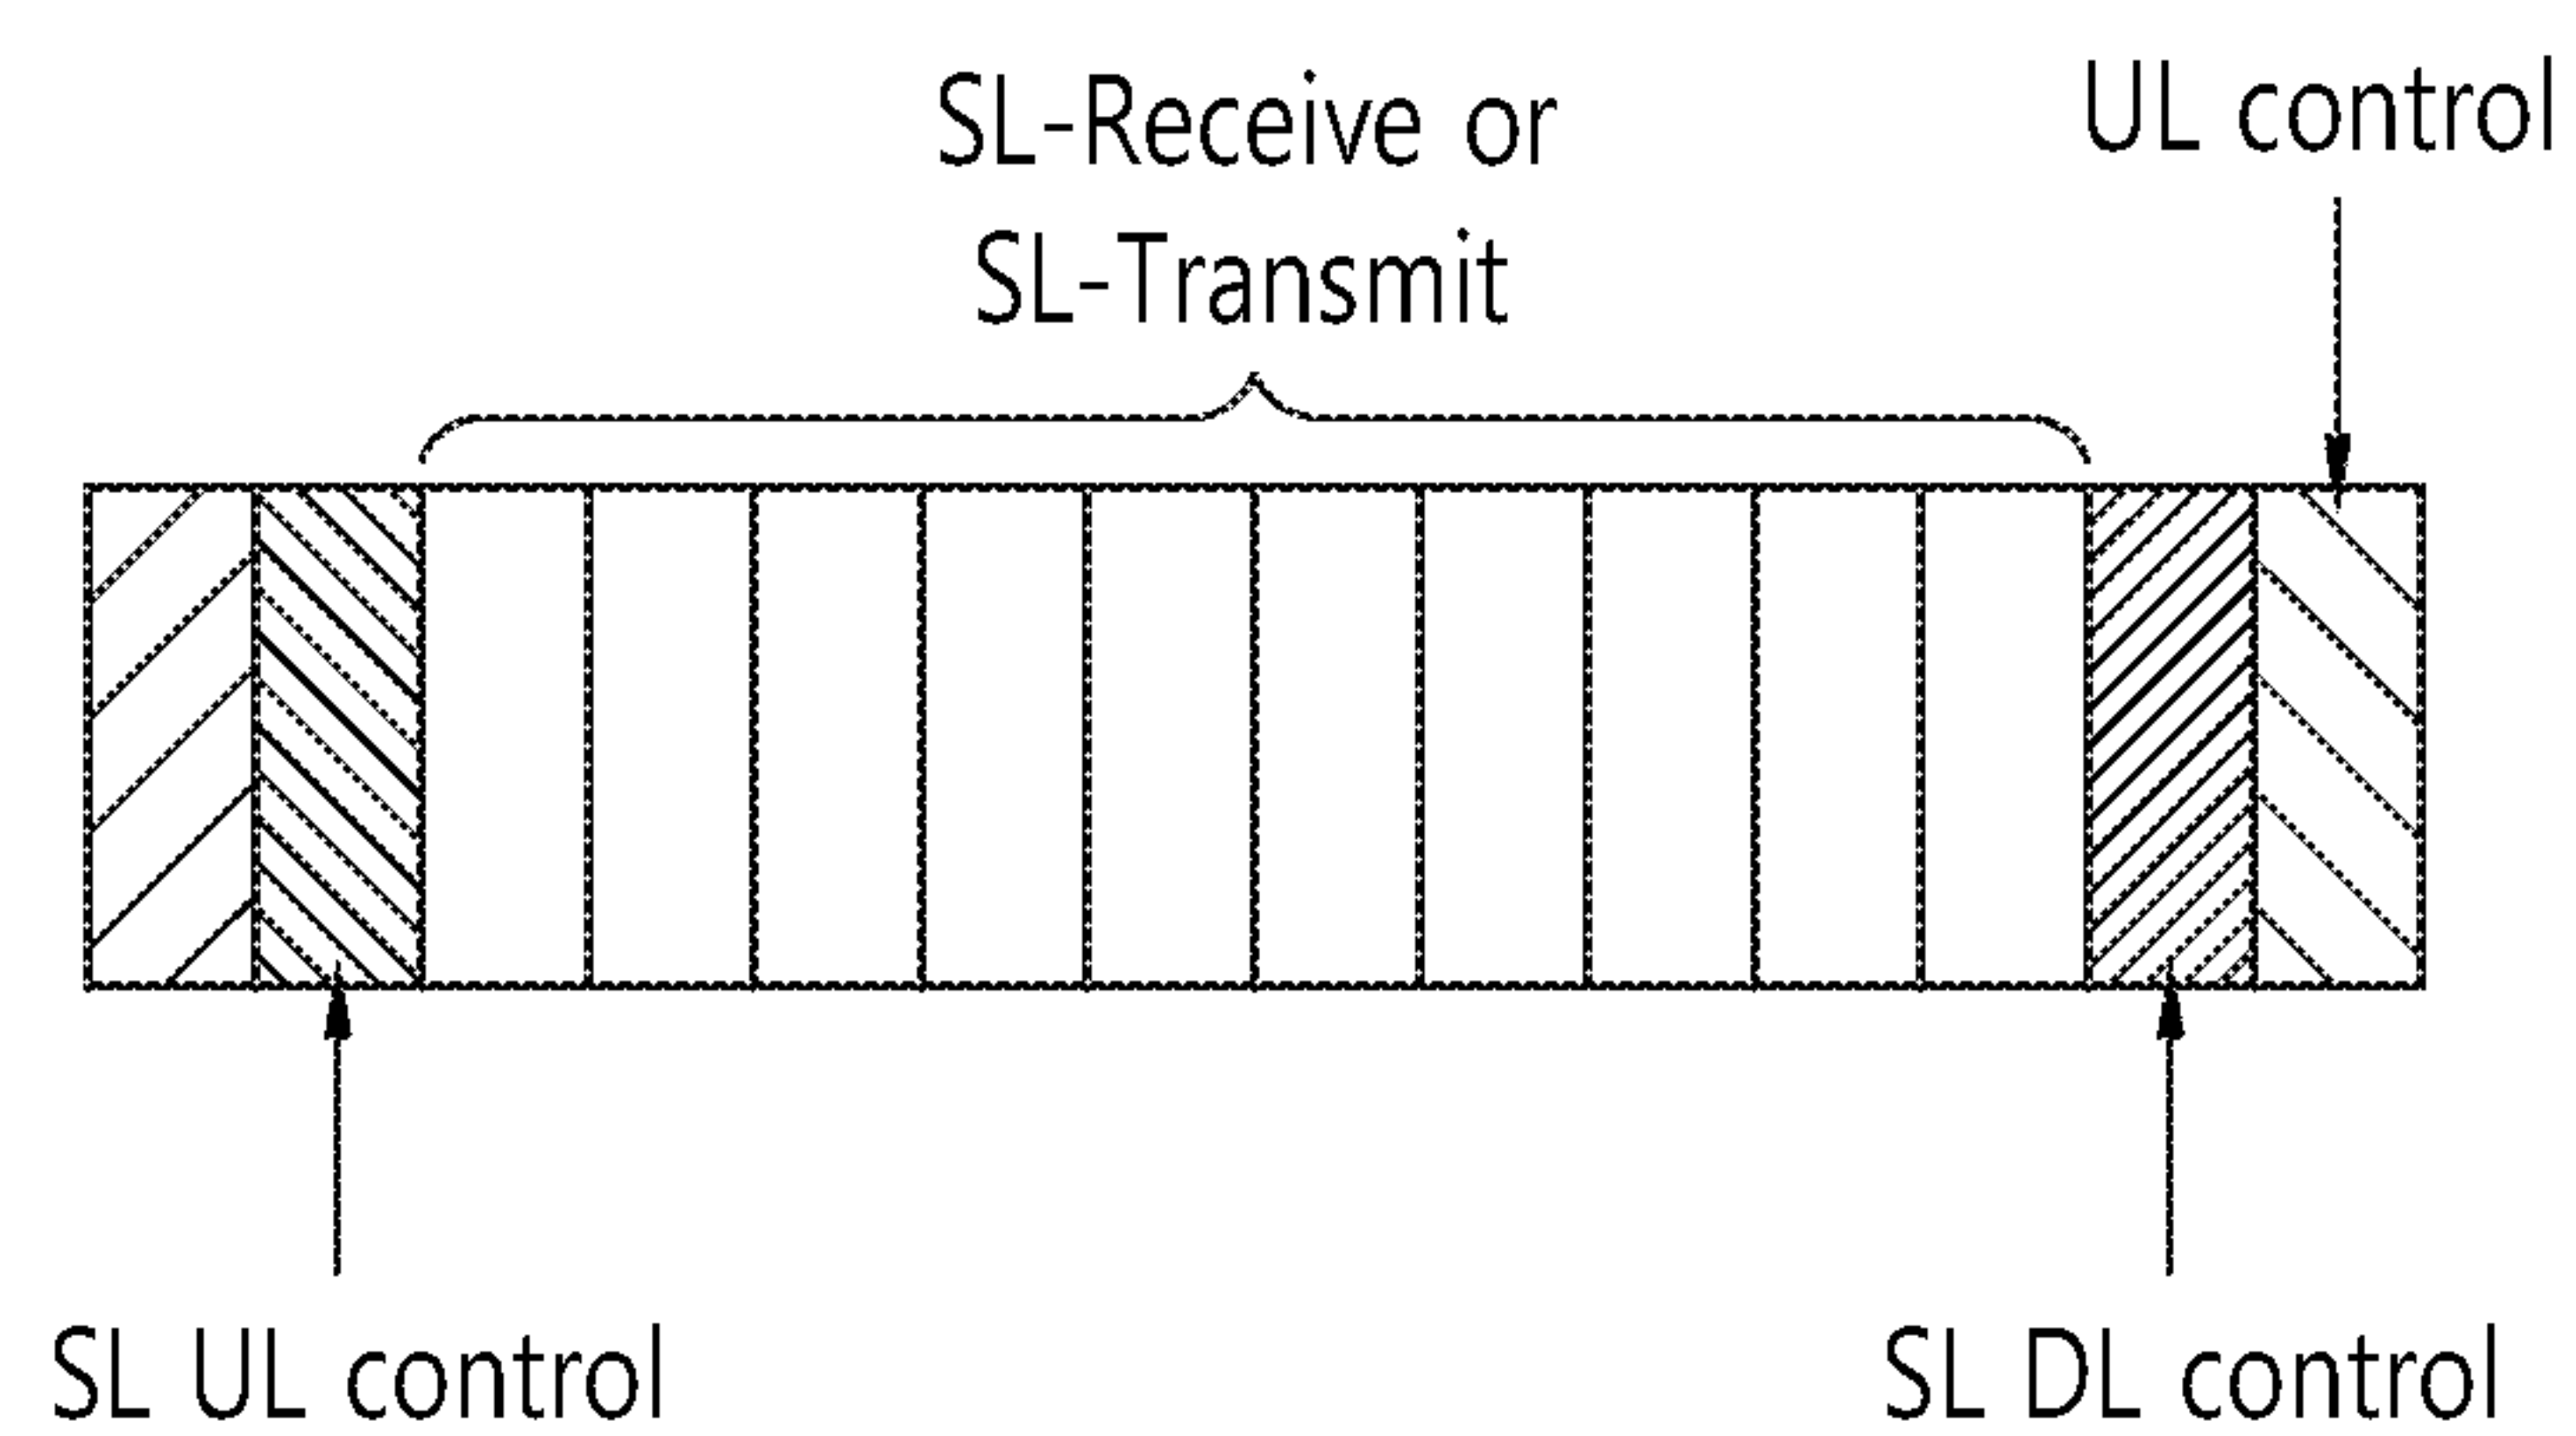 SL-Receive or
SL-Transmit
UL control
SL UL control
SL DL control